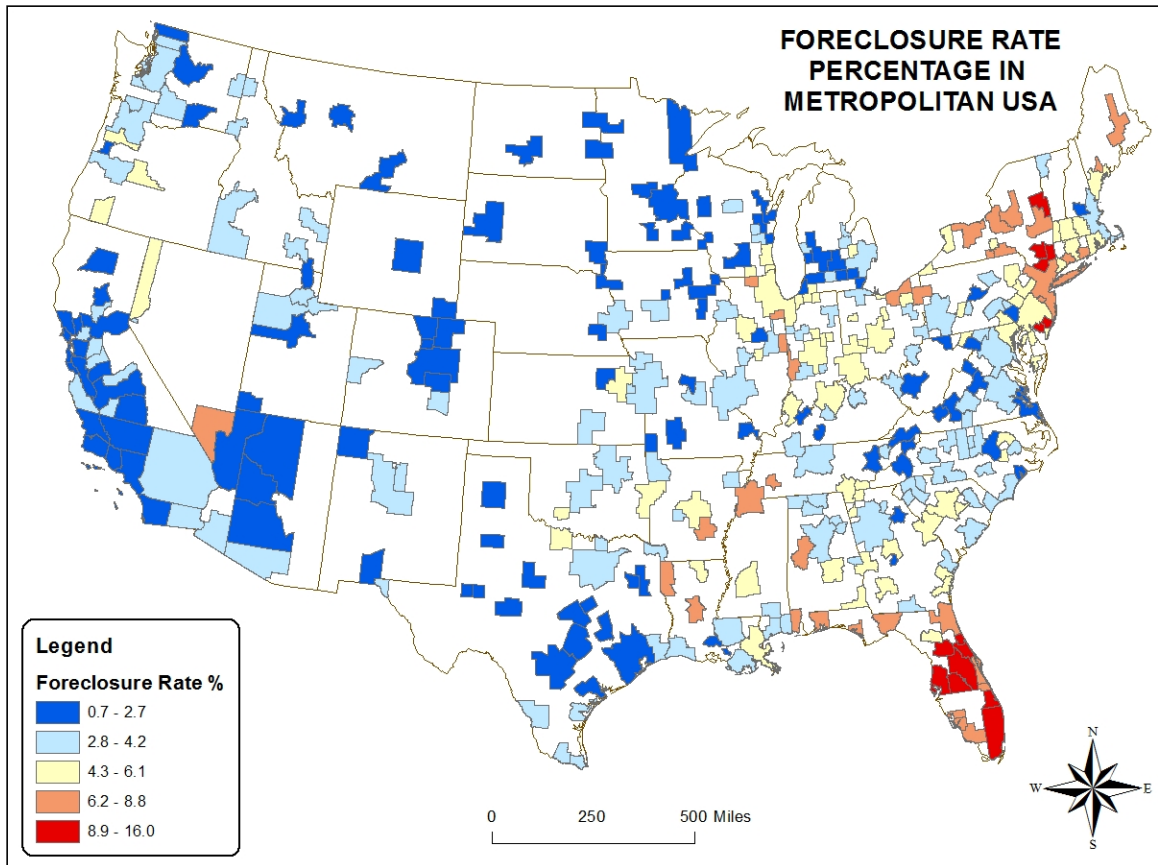 FORECLOSURE RATE
PERCENTAGE IN
METROPOLITAN USA
Legend
Foreclosure Rate %
0.7 - 2.7
2.8 - 4.2
4.3 - 6.1
6.2 - 8.8
8.9 - 16.0
0 250 500 Miles
N
W E
S